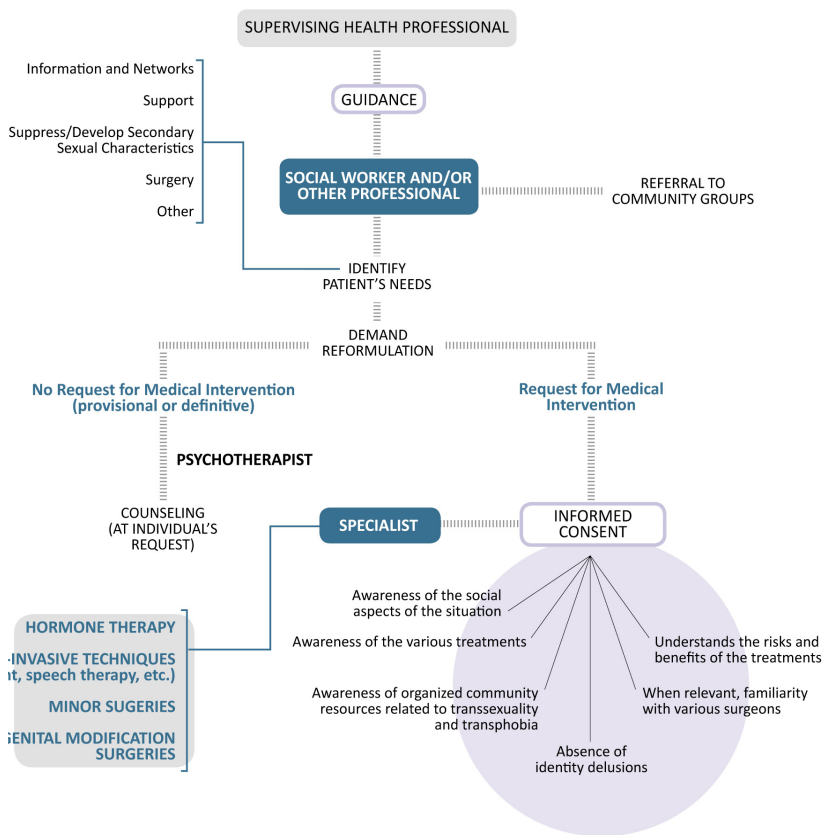 SUPERVISING HEALTH PROFESSIONAL
Information and Networks
Support
Suppress/Develop Secondary
Sexual Characteristics
Surgery
Other
GUIDANCE
SOCIAL WORKER AND/OR
OTHER PROFESSIONAL
REFERRAL TO
COMMUNITY GROUPS
IDENTIFY
PATIENT'S NEEDS
DEMAND
REFORMULATION
No Request for Medical Intervention
(provisional or definitive)
Request for Medical
Intervention
PSYCHOTHERAPIST
COUNSELING
(AT INDIVIDUAL'S
REQUEST)
SPECIALIST
INFORMED
CONSENT
Awareness of the social
aspects of the situation
Awareness of the various treatments
Awareness of organized community
resources related to transsexuality
and transphobia
Absence of
identity delusions
When relevant, familiarity
with various surgeons
Understands the risks and
benefits of the treatments
HORMONE THERAPY
-INVASIVE TECHNIQUES
speech therapy, etc.)
MINOR SUGERIES
GENITAL MODIFICATION
SURGERIES